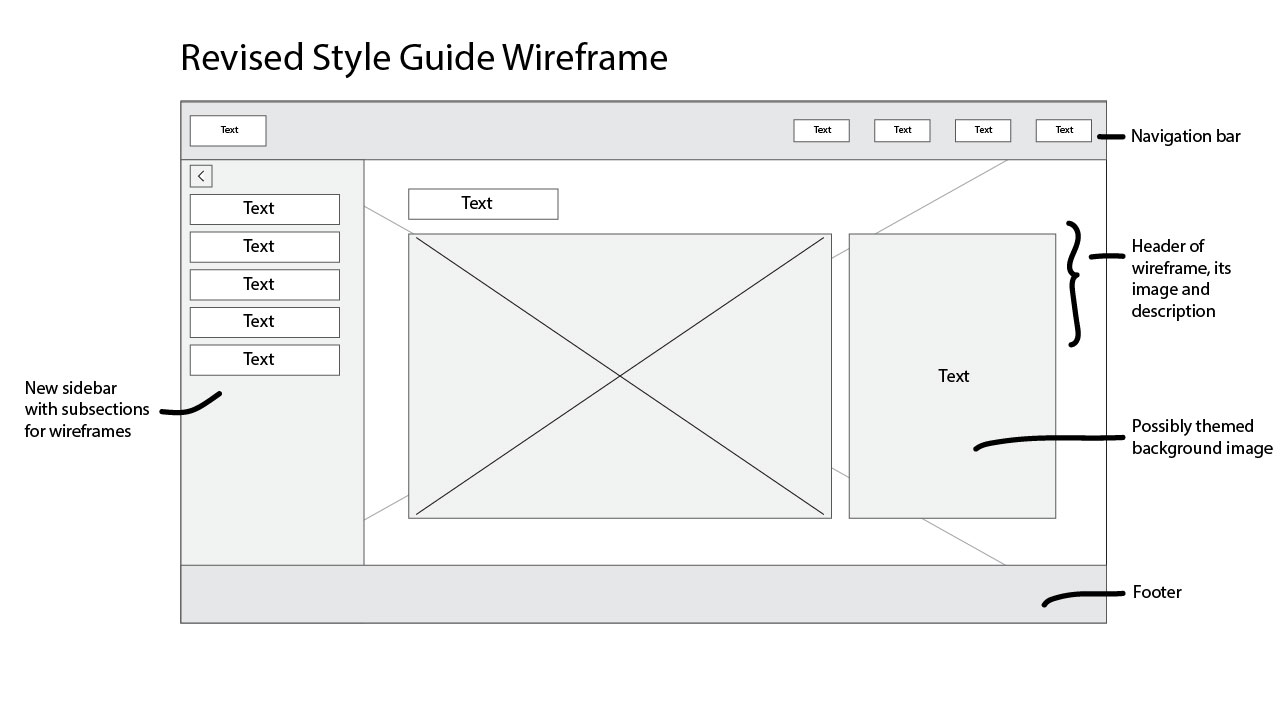 Revised Style Guide Wireframe
Text
Text
Text
Text
Text
Navigation bar
Text
Text
Text
Text
Text
Text
Header of
wireframe, its
image and
description
Text
New sidebar
with subsections
for wireframes
Possibly themed
background image
Footer